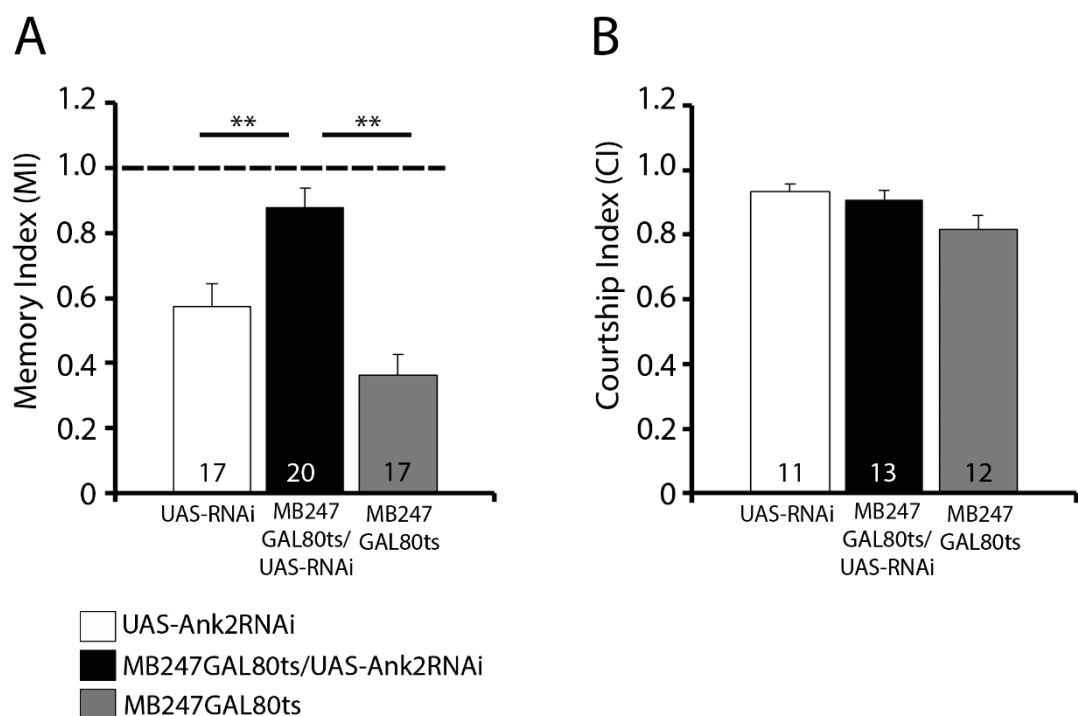 A
Memory Index (MI)
1.2
1.0
0.8
0.6
0.4
0.2
0
**
**
17
20
17
UAS-RNAi
MB247
GAL80ts/
UAS-RNAi
MB247
GAL80ts
B
Courtship Index (CI)
1.2
1.0
0.8
0.6
0.4
0.2
0
11
13
12
UAS-RNAi
MB247
GAL80ts/
UAS-RNAi
MB247
GAL80ts
UAS-Ank2RNAi
MB247GAL80ts/UAS-Ank2RNAi
MB247GAL80ts